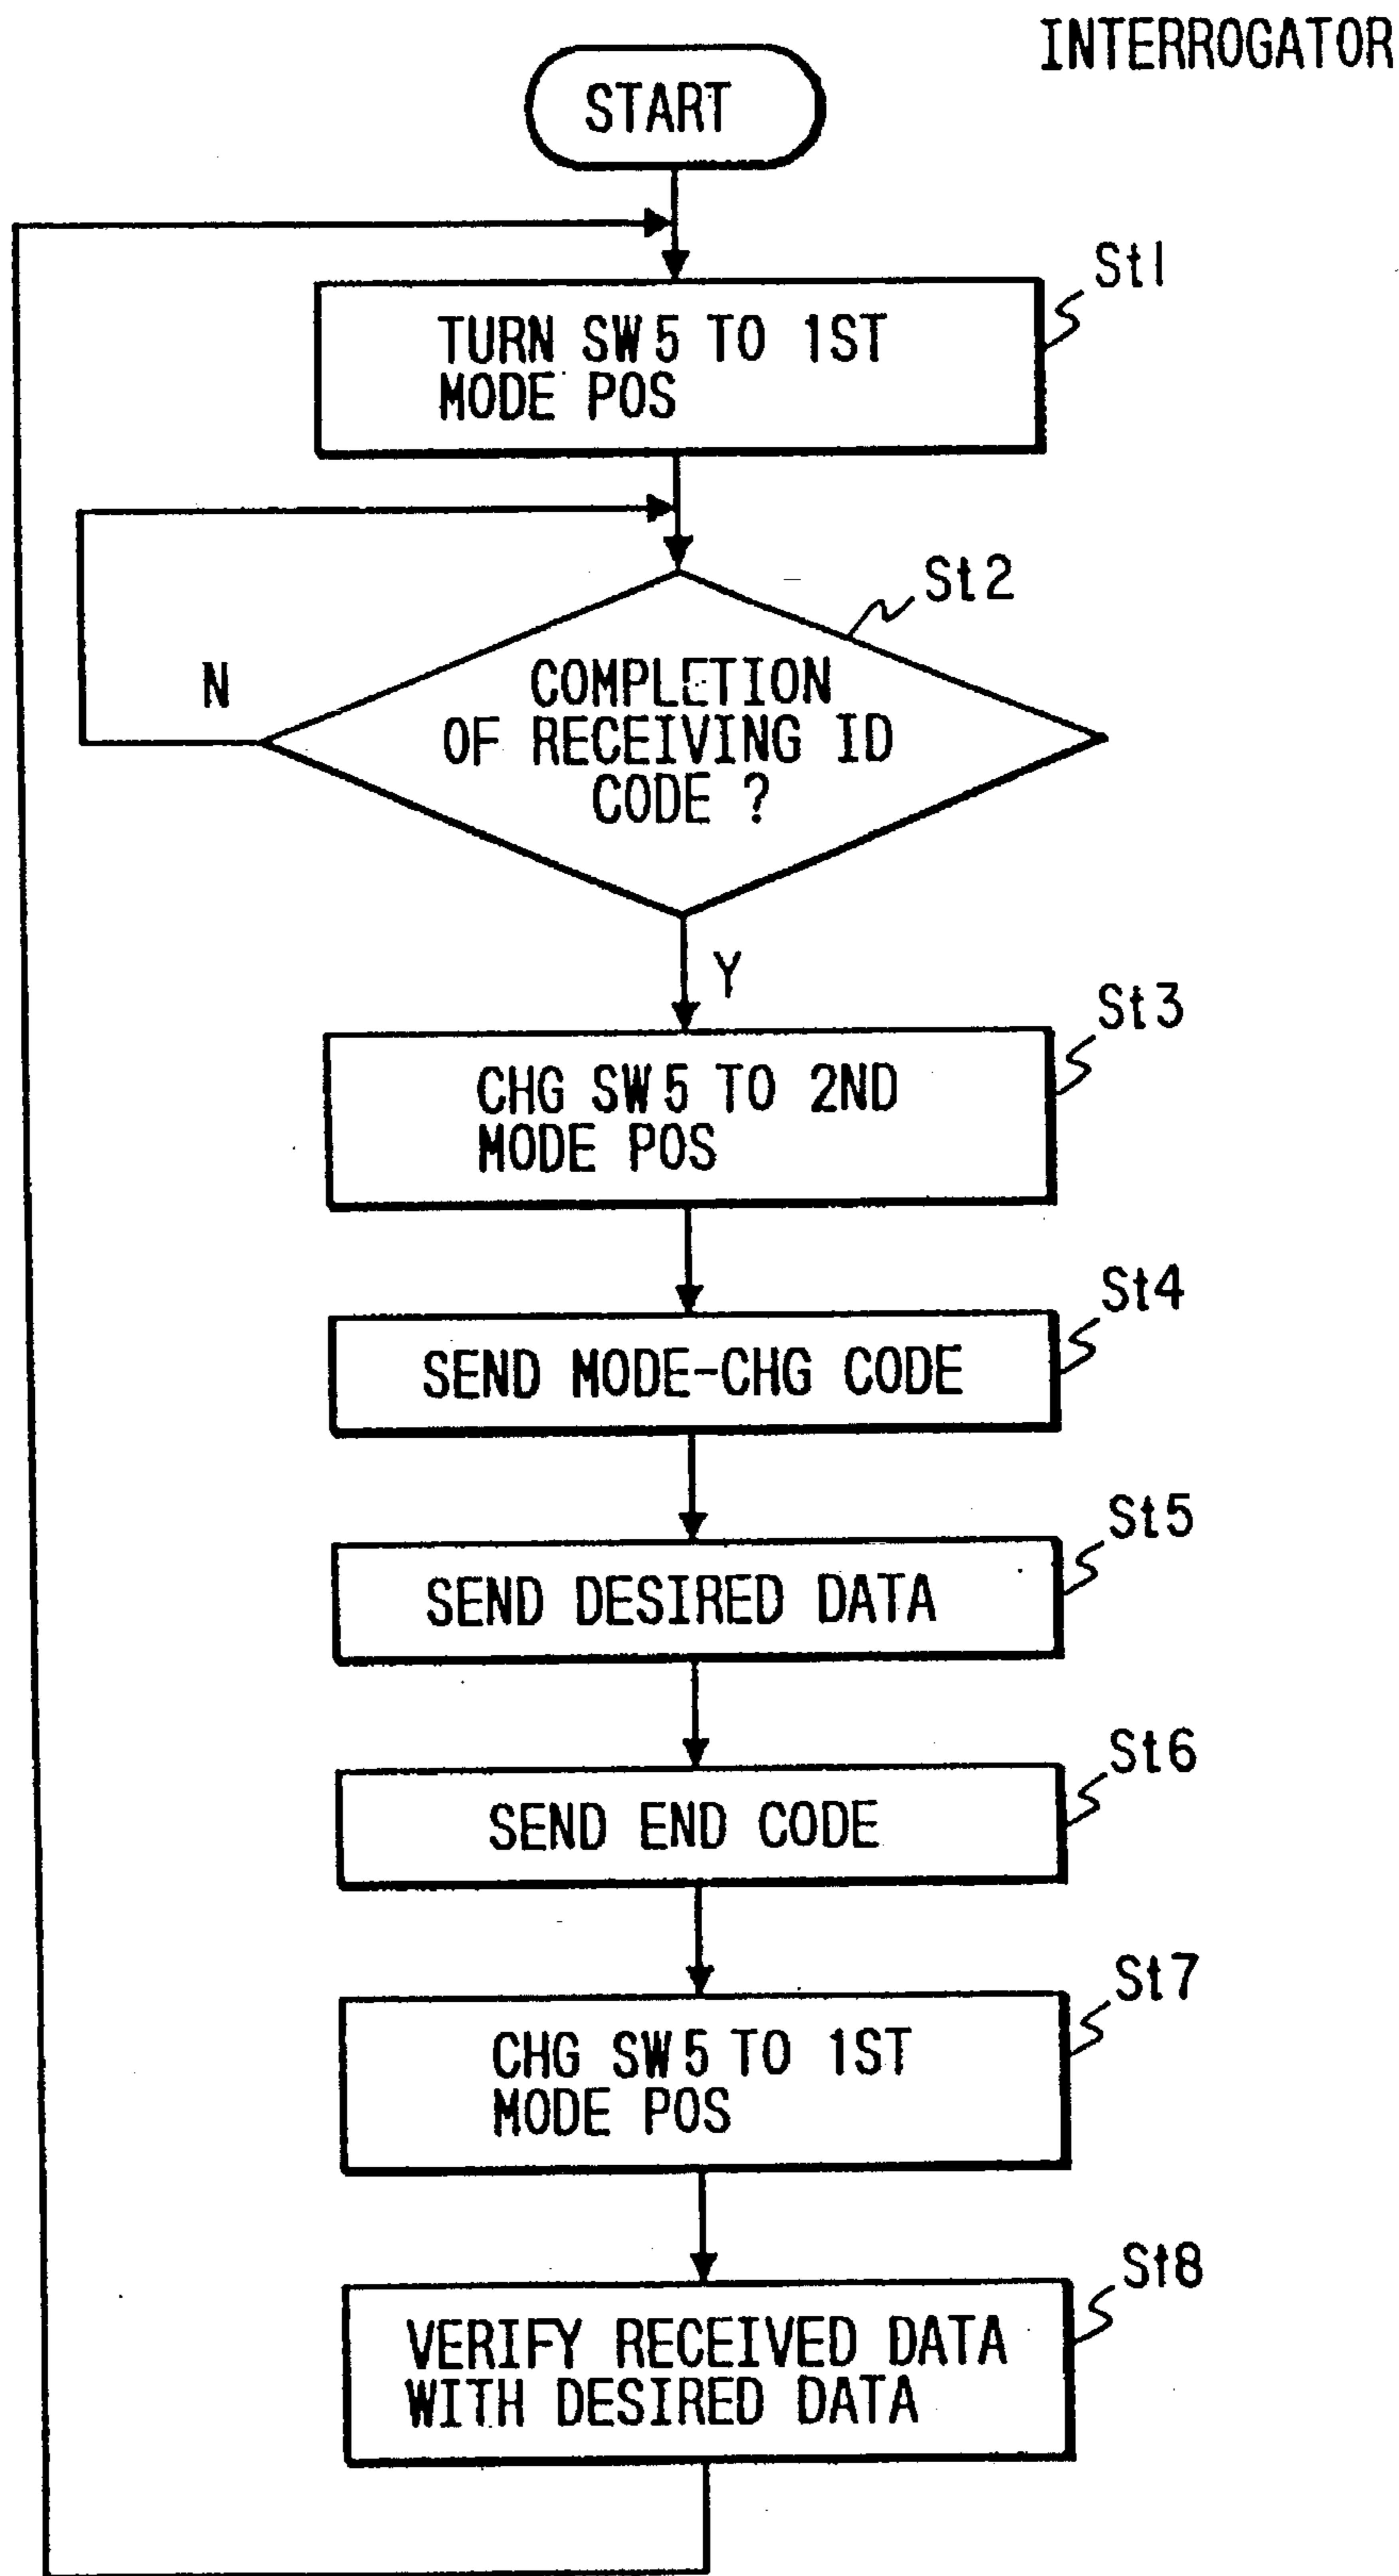 INTERROGATOR
START
St1
TURN SW5 TO 1ST
MODE POS
St2
N
COMPLETION
OF RECEIVING ID
CODE ?
Y
St3
CHG SW5 TO 2ND
MODE POS
St4
SEND MODE-CHG CODE
St5
SEND DESIRED DATA
St6
SEND END CODE
St7
CHG SW5 TO 1ST
MODE POS
St8
VERIFY RECEIVED DATA
WITH DESIRED DATA